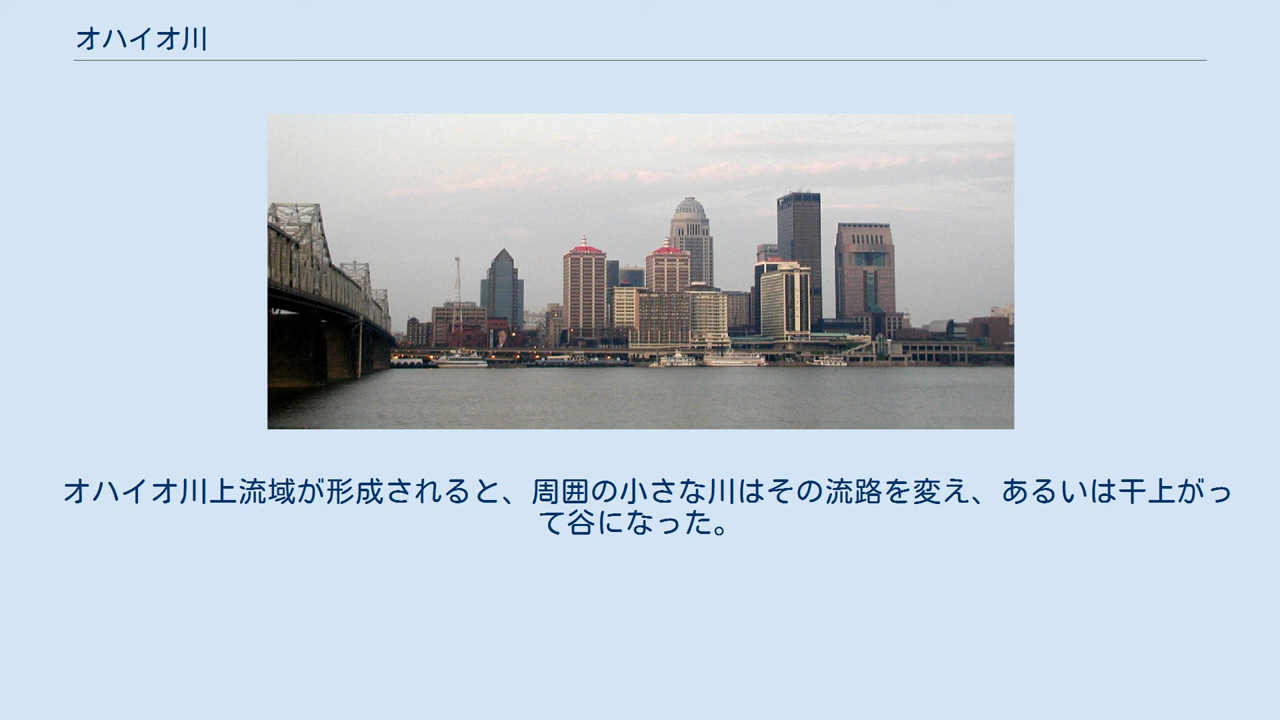 オハイオ川
オハイオ川上流域が形成されると、周囲の小さな川はその流路を変え、あるいは干上がっ
て谷になった。